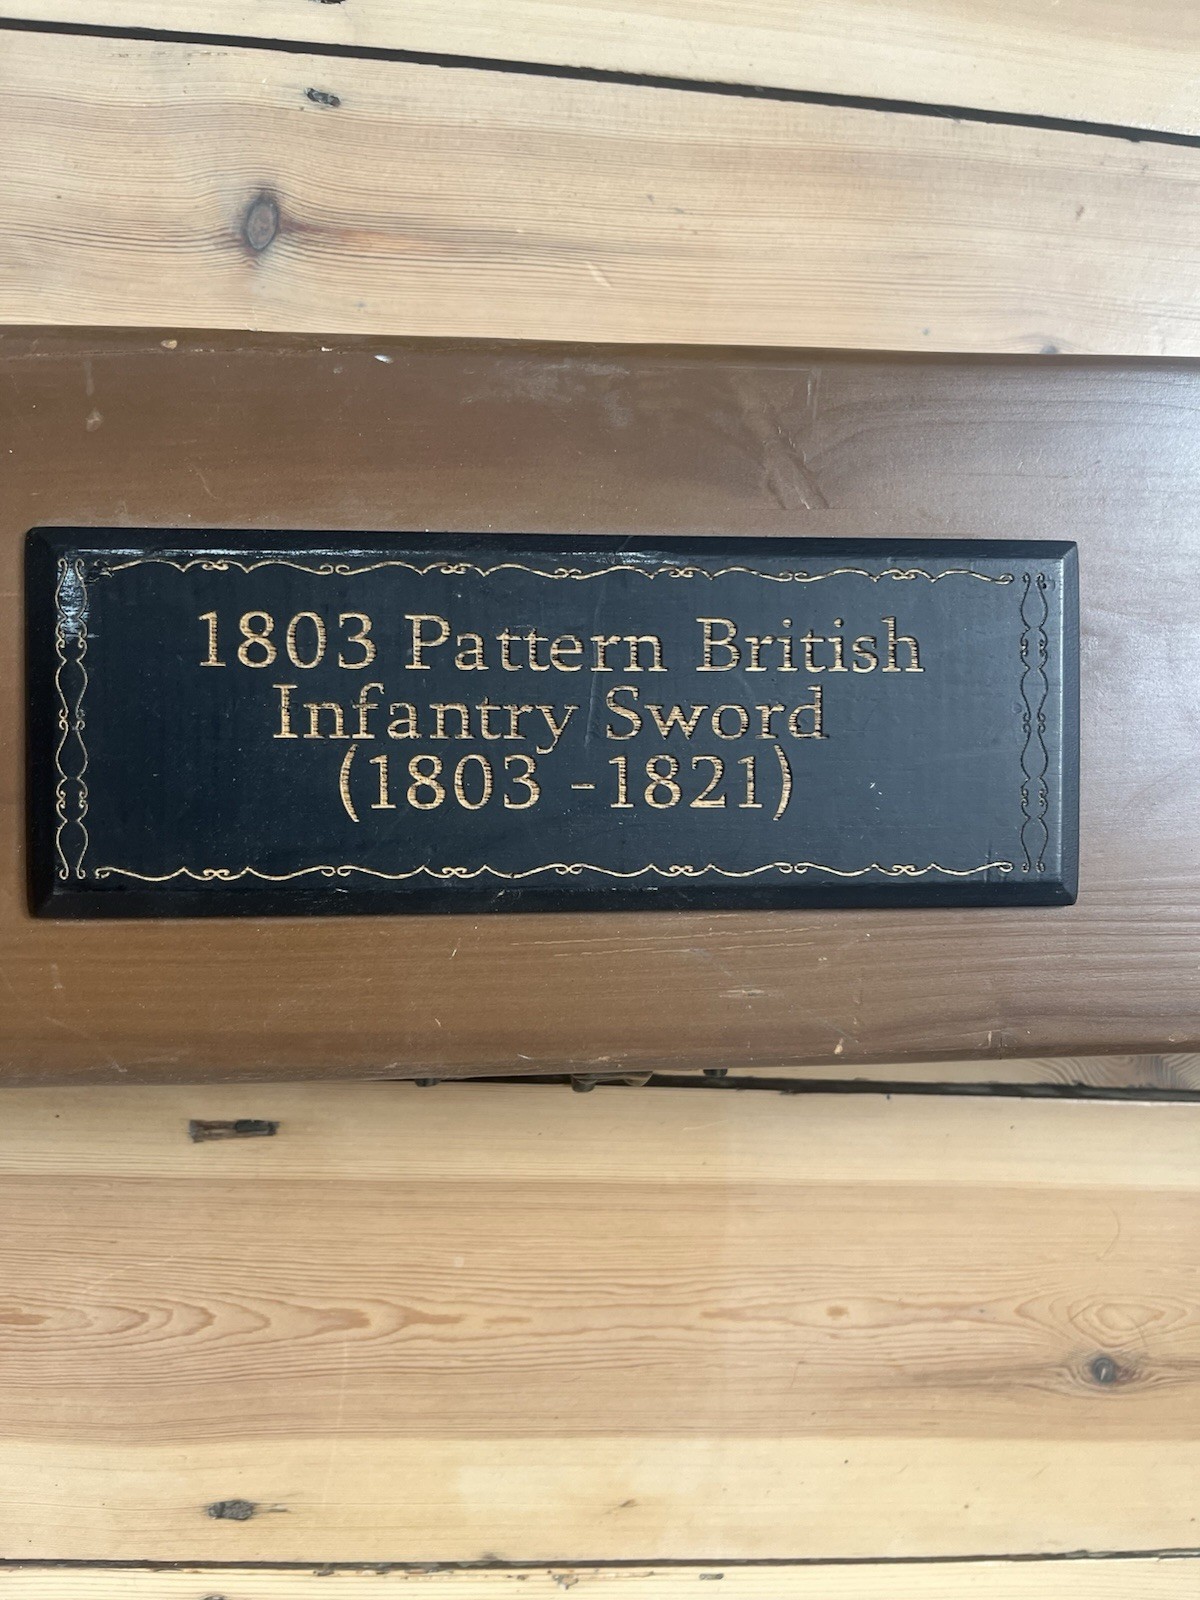 1803 Pattern British
Infantry Sword
(1803 -1821)